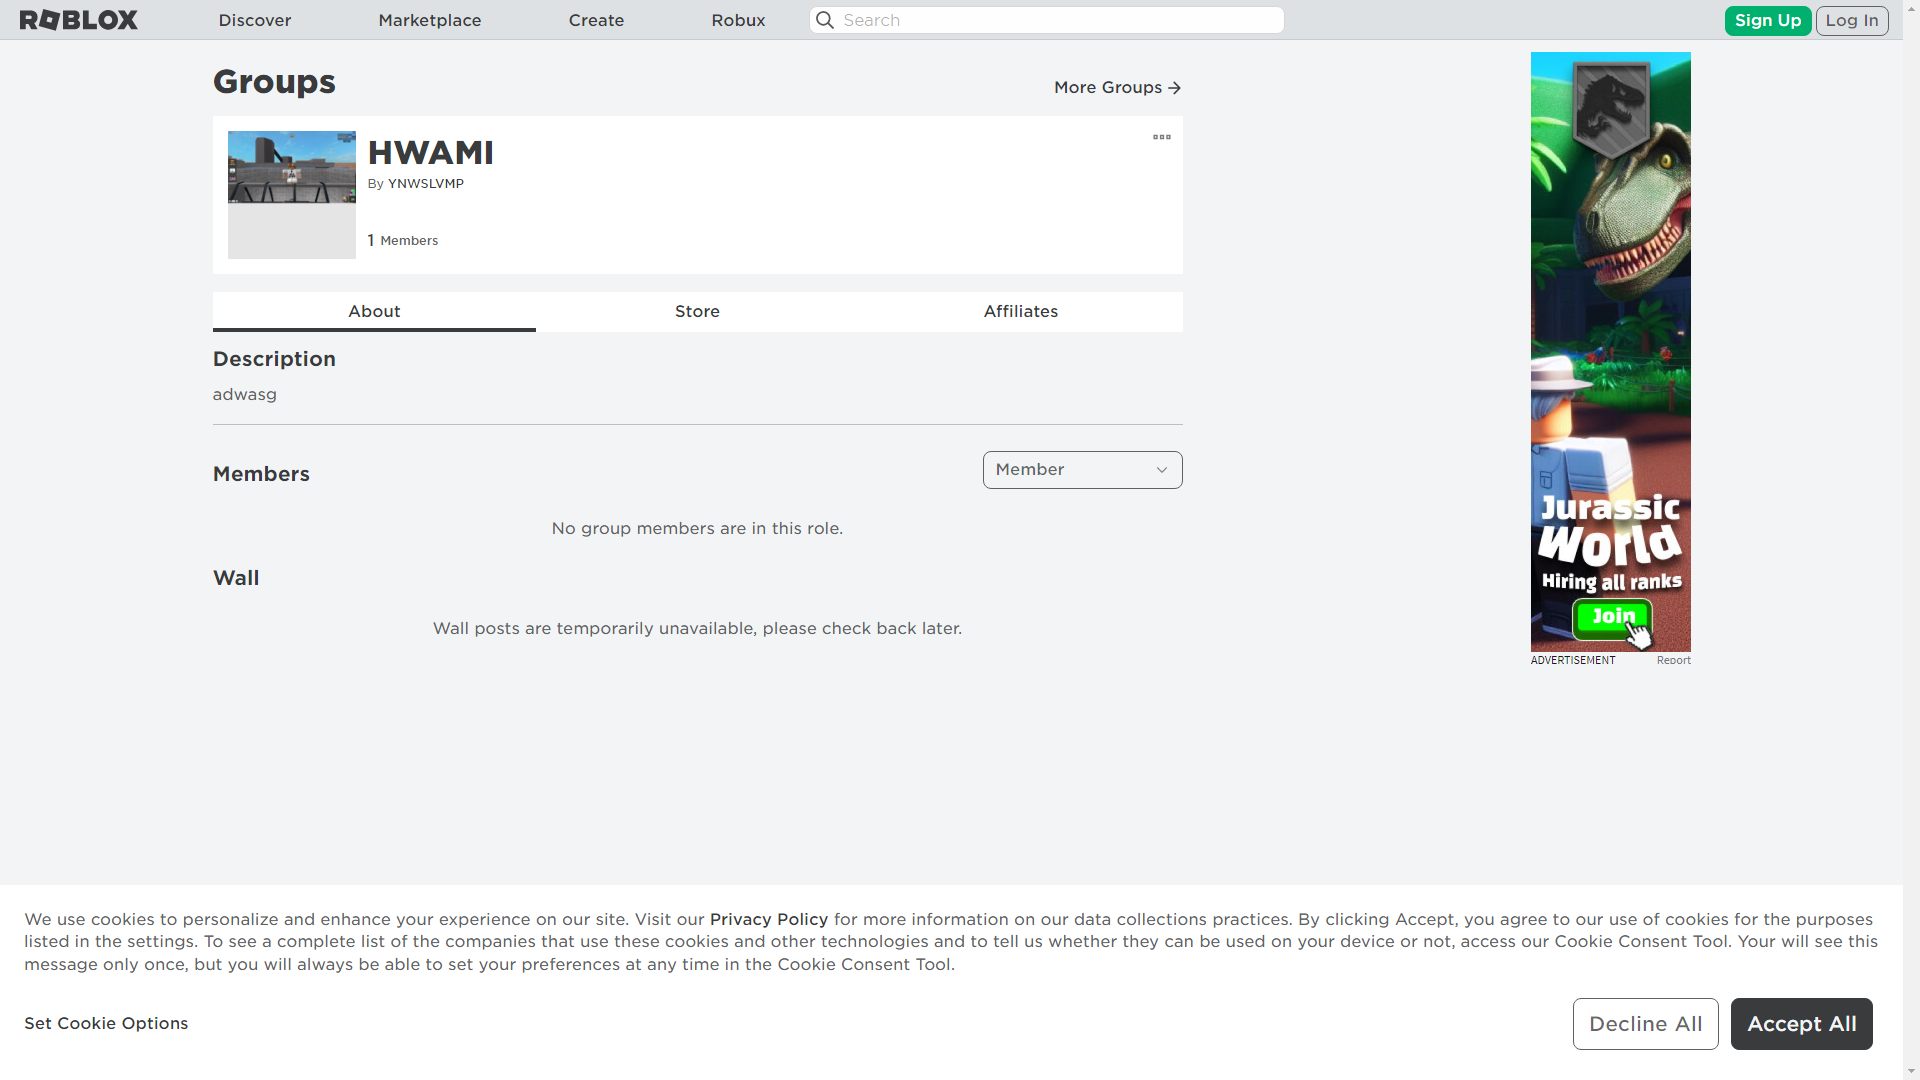 ROBLOX
Discover
Marketplace
Create
Robux
Search
Sign Up
Log In
Groups
More Groups
HWAMI
By YNWSLVMP
1 Members
About
Store
Affiliates
Description
adwasg
Members
Member
No group members are in this role.
Wall
Wall posts are temporarily unavailable, please check back later.
Jurassic
World
Hiring all ranks
Join
ADVERTISEMENT
Report
We use cookies to personalize and enhance your experience on our site. Visit our Privacy Policy for more information on our data collections practices. By clicking Accept, you agree to our use of cookies for the purposes
listed in the settings. To see a complete list of the companies that use these cookies and other technologies and to tell us whether they can be used on your device or not, access our Cookie Consent Tool. Your will see this
message only once, but you will always be able to set your preferences at any time in the Cookie Consent Tool.
Set Cookie Options
Decline All
Accept All